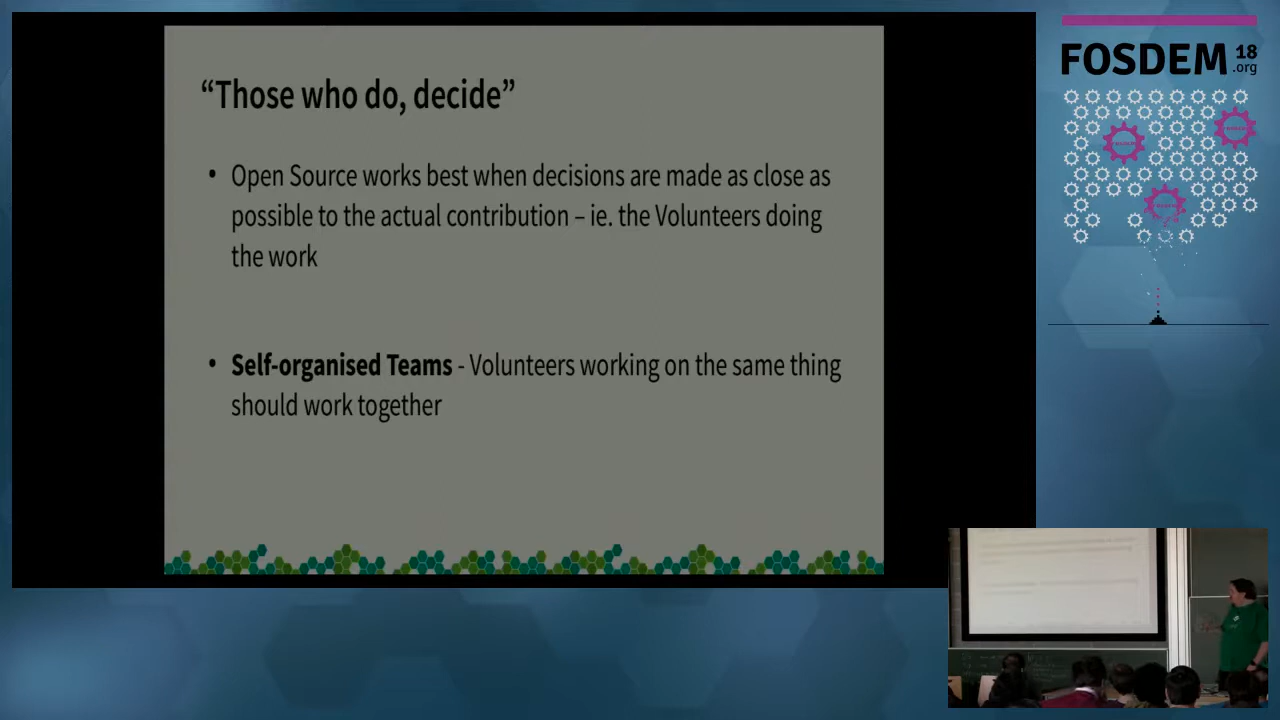 “Those who do, decide”
• Open Source works best when decisions are made as close as
possible to the actual contribution – ie. the Volunteers doing
the work
• Self-organised Teams - Volunteers working on the same thing
should work together
FOSDEM 18
.org